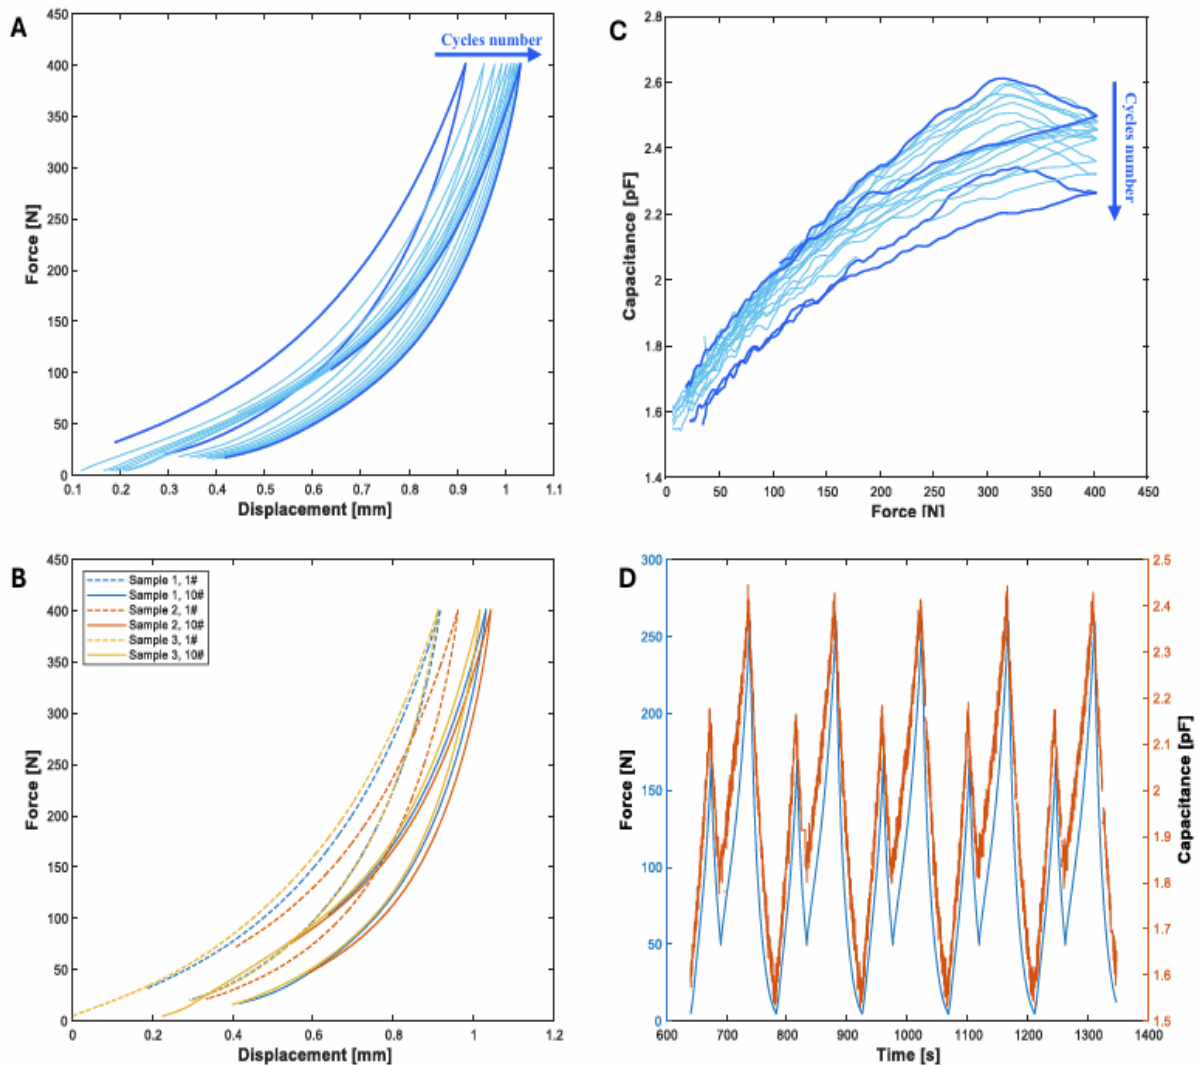 A
Cycles number
450
400
350
300
250
200
150
100
50
0
Force [N]
0.1 0.2 0.3 0.4 0.5 0.6 0.7 0.8 0.9 1 1.1
Displacement [mm]
C
Cycles number
2.8
2.6
2.4
2.2
2
1.8
1.6
1.4
Capacitance [pF]
0 50 100 150 200 250 300 350 400 450
Force [N]
B
Sample 1, 1#
Sample 1, 10#
Sample 2, 1#
Sample 2, 10#
Sample 3, 1#
Sample 3, 10#
450
400
350
300
250
200
150
100
50
0
Force [N]
0 0.2 0.4 0.6 0.8 1 1.2
Displacement [mm]
D
300
250
200
150
100
50
0
Force [N]
2.5
2.4
2.3
2.2
2.1
2
1.9
1.8
1.7
1.6
1.5
Capacitance [pF]
600 700 800 900 1000 1100 1200 1300 1400
Time [s]